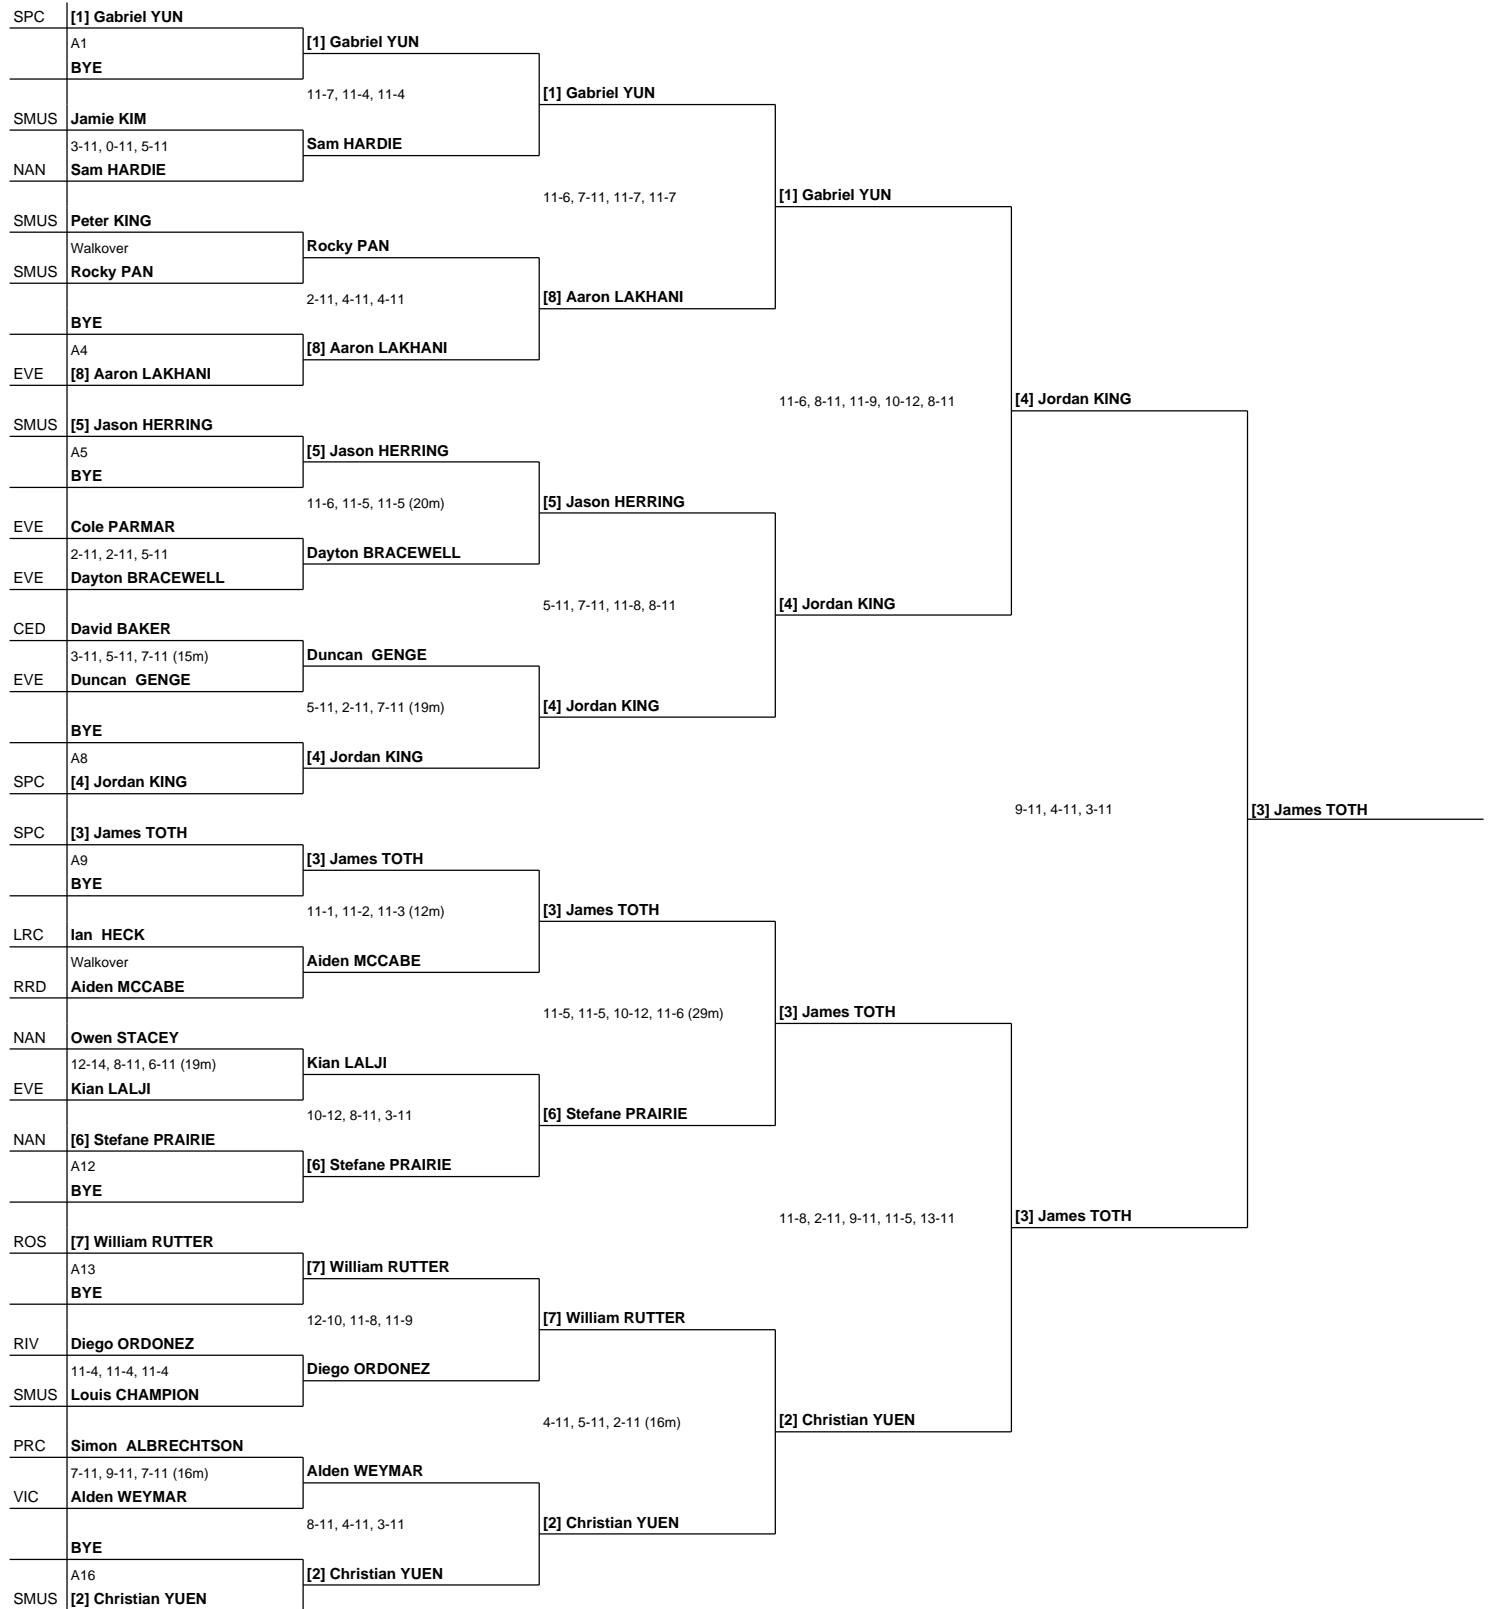 SPC [1] Gabriel YUN
A1 [1] Gabriel YUN
BYE
11-7, 11-4, 11-4 [1] Gabriel YUN
SMUS Jamie KIM
3-11, 0-11, 5-11 Sam HARDIE
NAN Sam HARDIE
11-6, 7-11, 11-7, 11-7 [1] Gabriel YUN
SMUS Peter KING
Walkover Rocky PAN
SMUS Rocky PAN
2-11, 4-11, 4-11 [8] Aaron LAKHANI
BYE
A4 [8] Aaron LAKHANI
EVE [8] Aaron LAKHANI
11-6, 8-11, 11-9, 10-12, 8-11 [4] Jordan KING
SMUS [5] Jason HERRING
A5 [5] Jason HERRING
BYE
11-6, 11-5, 11-5 (20m) [5] Jason HERRING
EVE Cole PARMAR
2-11, 2-11, 5-11 Dayton BRACEWELL
EVE Dayton BRACEWELL
5-11, 7-11, 11-8, 8-11 [4] Jordan KING
CED David BAKER
3-11, 5-11, 7-11 (15m) Duncan GENGE
EVE Duncan GENGE
5-11, 2-11, 7-11 (19m) [4] Jordan KING
BYE
A8 [4] Jordan KING
SPC [4] Jordan KING
9-11, 4-11, 3-11 [3] James TOTH
SPC [3] James TOTH
A9 [3] James TOTH
BYE
11-1, 11-2, 11-3 (12m) [3] James TOTH
LRC Ian HECK
Walkover Aiden MCCABE
RRD Aiden MCCABE
11-5, 11-5, 10-12, 11-6 (29m) [3] James TOTH
NAN Owen STACEY
12-14, 8-11, 6-11 (19m) Kian LALJI
EVE Kian LALJI
10-12, 8-11, 3-11 [6] Stefane PRAIRIE
NAN [6] Stefane PRAIRIE
A12 [6] Stefane PRAIRIE
BYE
11-8, 2-11, 9-11, 11-5, 13-11 [3] James TOTH
ROS [7] William RUTTER
A13 [7] William RUTTER
BYE
12-10, 11-8, 11-9 [7] William RUTTER
RIV Diego ORDONEZ
11-4, 11-4, 11-4 Diego ORDONEZ
SMUS Louis CHAMPION
4-11, 5-11, 2-11 (16m) [2] Christian YUEN
PRC Simon ALBRECHTSON
7-11, 9-11, 7-11 (16m) Alden WEYMAR
VIC Alden WEYMAR
8-11, 4-11, 3-11 [2] Christian YUEN
BYE
A16 [2] Christian YUEN
SMUS [2] Christian YUEN